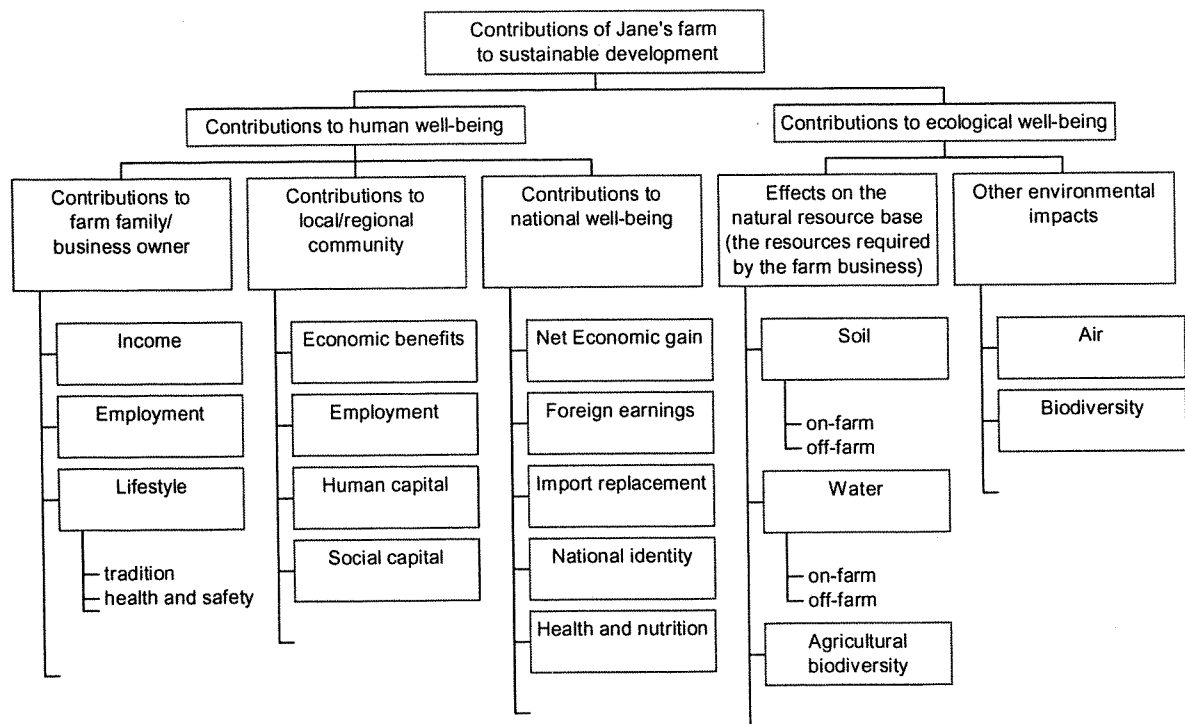 Contributions of Jane's farm
to sustainable development
Contributions to human well-being
Contributions to ecological well-being
Contributions to
farm family/
business owner
Contributions to
local/regional
community
Contributions to
national well-being
Effects on the
natural resource base
(the resources required
by the farm business)
Other environmental
impacts
Income
Employment
Lifestyle
tradition
health and safety
Economic benefits
Employment
Human capital
Social capital
Net Economic gain
Foreign earnings
Import replacement
National identity
Health and nutrition
Soil
on-farm
off-farm
Water
on-farm
off-farm
Agricultural
biodiversity
Air
Biodiversity